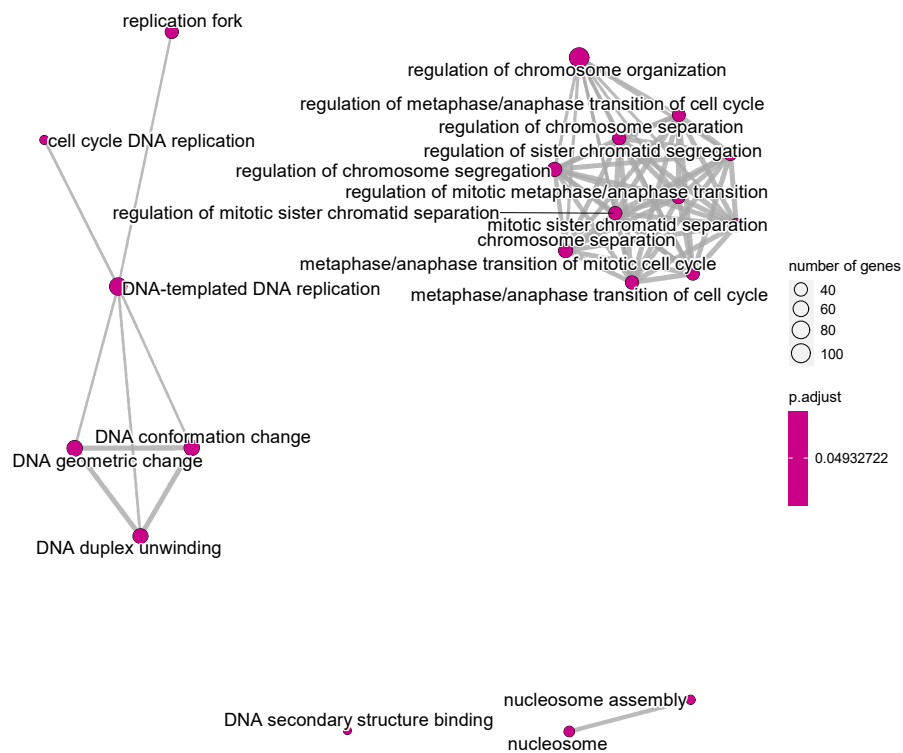 replication fork
regulation of chromosome organization
regulation of metaphase/anaphase transition of cell cycle
regulation of chromosome separation
cell cycle DNA replication
regulation of sister chromatid segregation
regulation of chromosome segregation
regulation of mitotic metaphase/anaphase transition
regulation of mitotic sister chromatid separation
mitotic sister chromatid separation
chromosome separation
metaphase/anaphase transition of mitotic cell cycle
DNA-templated DNA replication
metaphase/anaphase transition of cell cycle
number of genes
40
60
80
100
p.adjust
0.04932722
DNA conformation change
DNA geometric change
DNA duplex unwinding
nucleosome assembly
DNA secondary structure binding
nucleosome